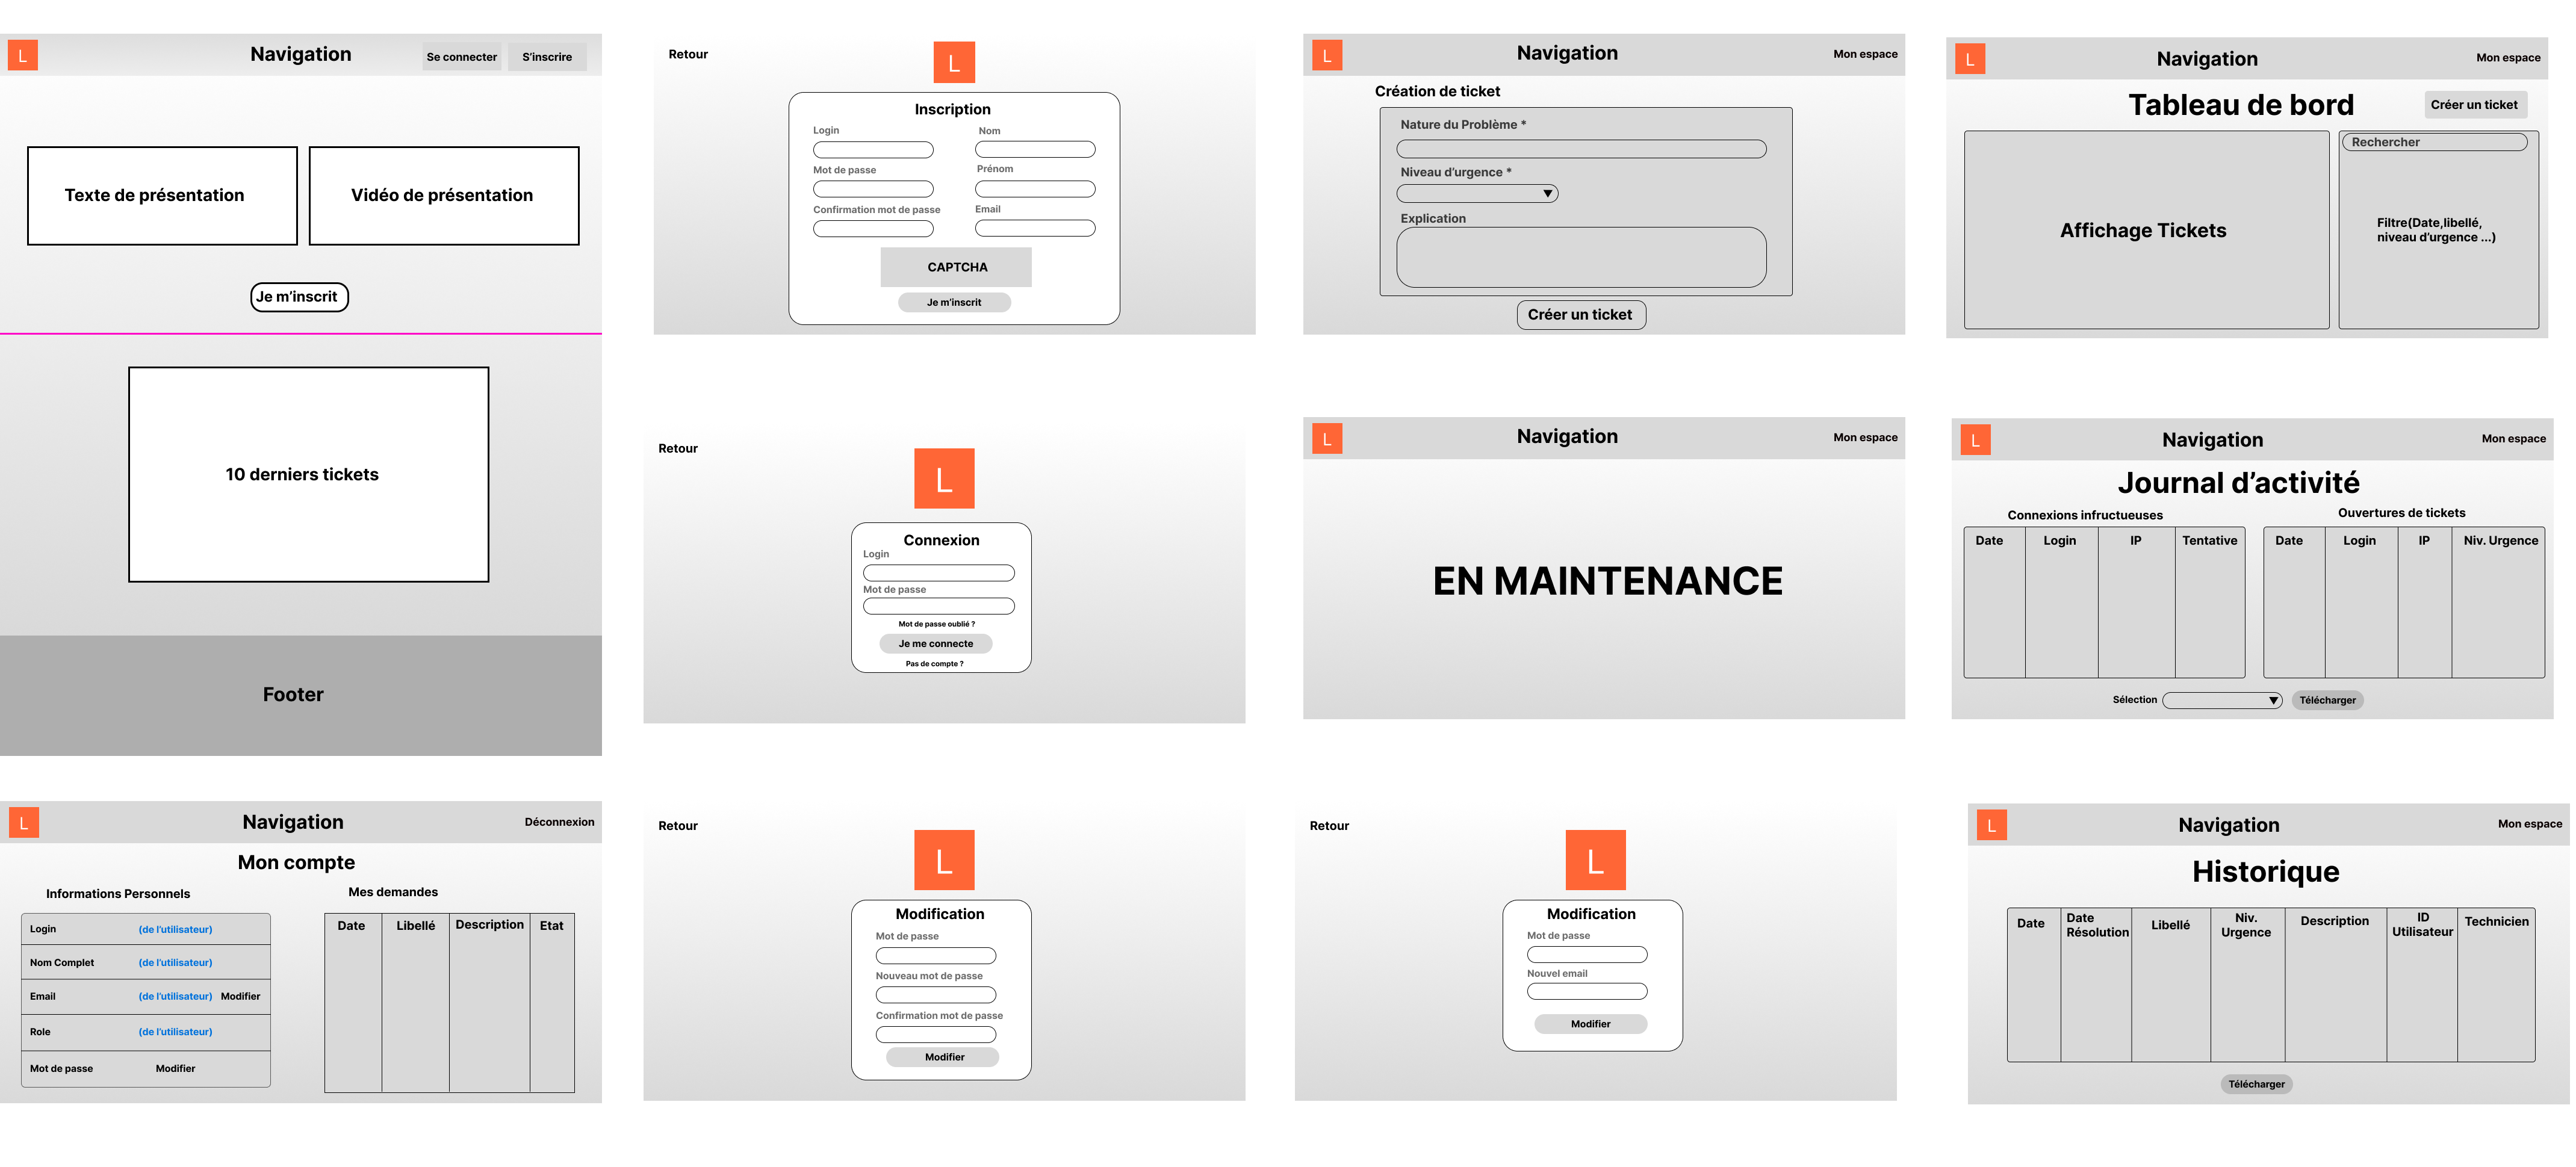 L
Navigation
Se connecter
S'inscrire
Texte de présentation
Vidéo de présentation
Je m'inscrit
10 derniers tickets
Footer
Retour
L
Inscription
Login
Nom
Mot de passe
Prénom
Confirmation mot de passe
Email
CAPTCHA
Je m'inscrit
L
Navigation
Mon espace
Création de ticket
Nature du Problème *
Niveau d'urgence *
Explication
Créer un ticket
L
Navigation
Mon espace
Tableau de bord
Créer un ticket
Affichage Tickets
Rechercher
Filtre(Date,libellé,
niveau d'urgence ...)
Retour
L
Connexion
Login
Mot de passe
Mot de passe oublié ?
Je me connecte
Pas de compte ?
L
Navigation
Mon espace
EN MAINTENANCE
L
Navigation
Mon espace
Journal d'activité
Connexions infructueuses
Date
Login
IP
Tentative
Ouvertures de tickets
Date
Login
IP
Niv. Urgence
Sélection
Télécharger
L
Navigation
Déconnexion
Mon compte
Informations Personnels
Login (de l'utilisateur)
Nom Complet (de l'utilisateur)
Email (de l'utilisateur) Modifier
Role (de l'utilisateur)
Mot de passe Modifier
Mes demandes
Date
Libellé
Description
Etat
Retour
L
Modification
Mot de passe
Nouveau mot de passe
Confirmation mot de passe
Modifier
Retour
L
Modification
Mot de passe
Nouvel email
Modifier
L
Navigation
Mon espace
Historique
Date
Date
Résolution
Libellé
Niv.
Urgence
Description
ID
Utilisateur
Technicien
Télécharger